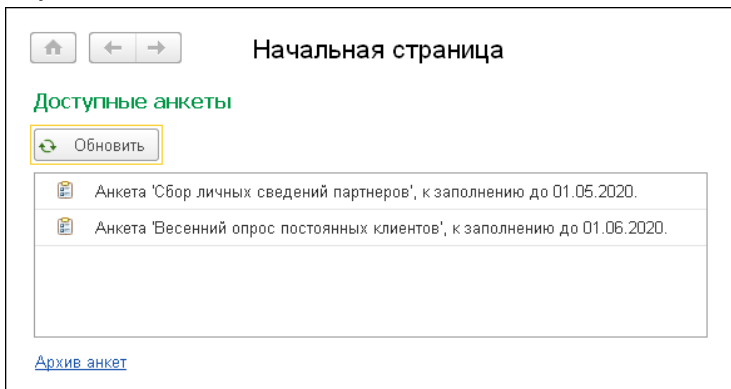 Начальная страница
Доступные анкеты
Обновить
Анкета 'Сбор личных сведений партнеров', к заполнению до 01.05.2020.
Анкета 'Весенний опрос постоянных клиентов', к заполнению до 01.06.2020.
Архив анкет